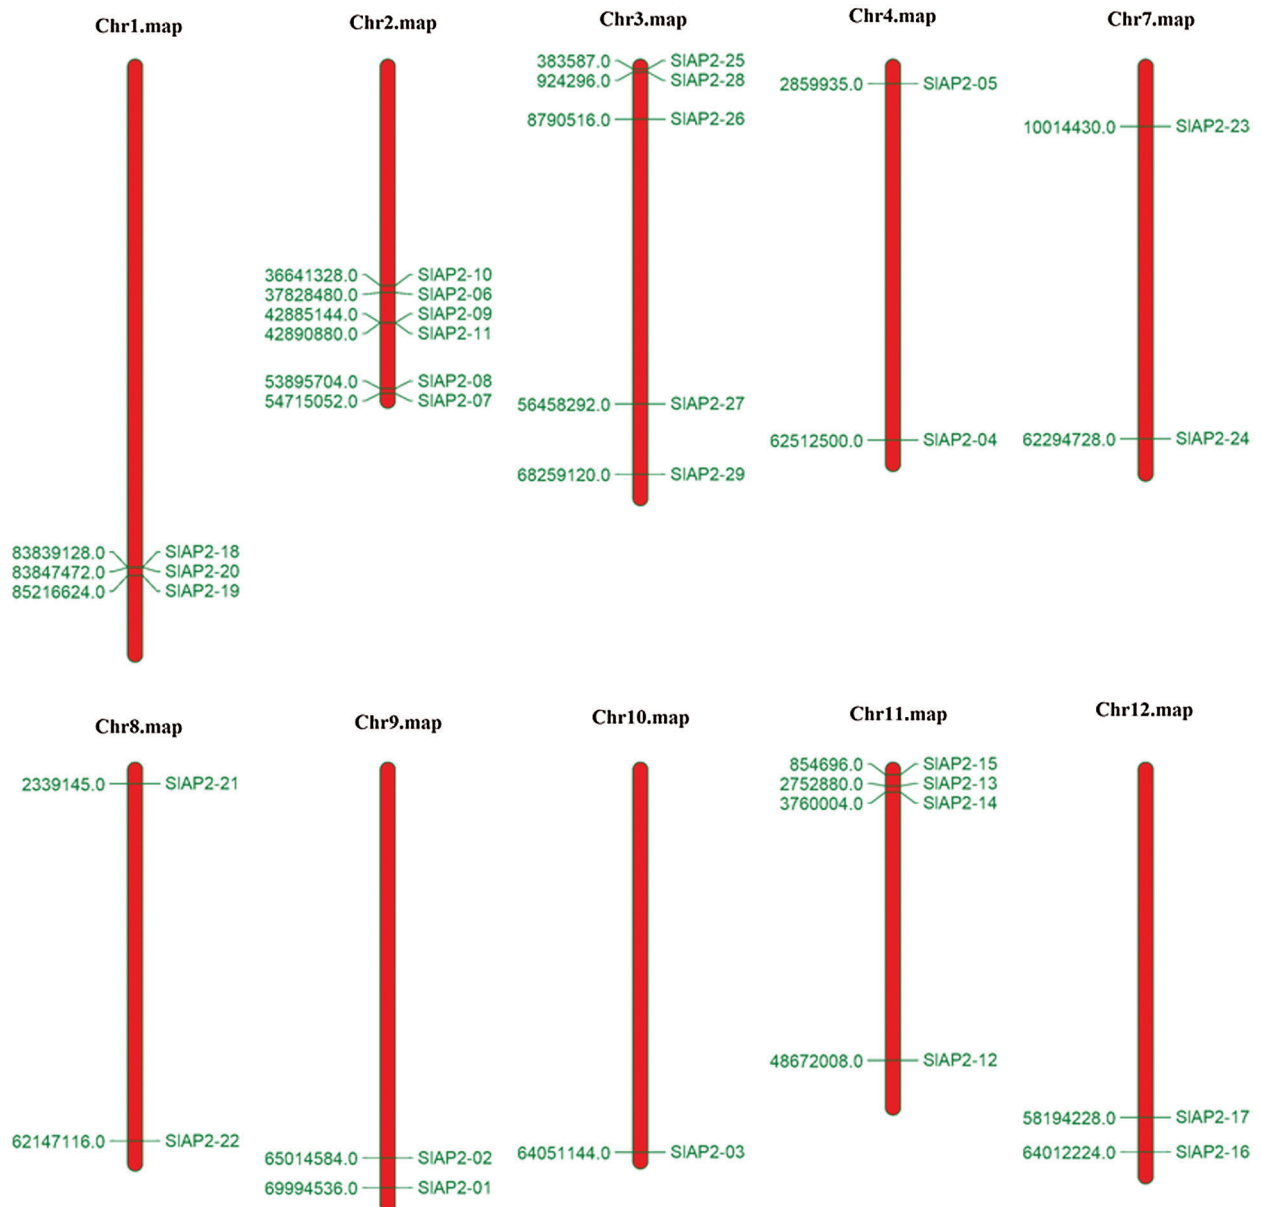 Chr1.map
83839128.0 SlAP2-18
83847472.0 SlAP2-20
85216624.0 SlAP2-19
Chr2.map
36641328.0 SlAP2-10
37828480.0 SlAP2-06
42885144.0 SlAP2-09
42890880.0 SlAP2-11
53895704.0 SlAP2-08
54715052.0 SlAP2-07
Chr3.map
383587.0 SlAP2-25
924296.0 SlAP2-28
8790516.0 SlAP2-26
56458292.0 SlAP2-27
68259120.0 SlAP2-29
Chr4.map
2859935.0 SlAP2-05
62512500.0 SlAP2-04
Chr7.map
10014430.0 SlAP2-23
62294728.0 SlAP2-24
Chr8.map
2339145.0 SlAP2-21
62147116.0 SlAP2-22
Chr9.map
65014584.0 SlAP2-02
69994536.0 SlAP2-01
Chr10.map
64051144.0 SlAP2-03
Chr11.map
854696.0 SlAP2-15
2752880.0 SlAP2-13
3760004.0 SlAP2-14
48672008.0 SlAP2-12
Chr12.map
58194228.0 SlAP2-17
64012224.0 SlAP2-16